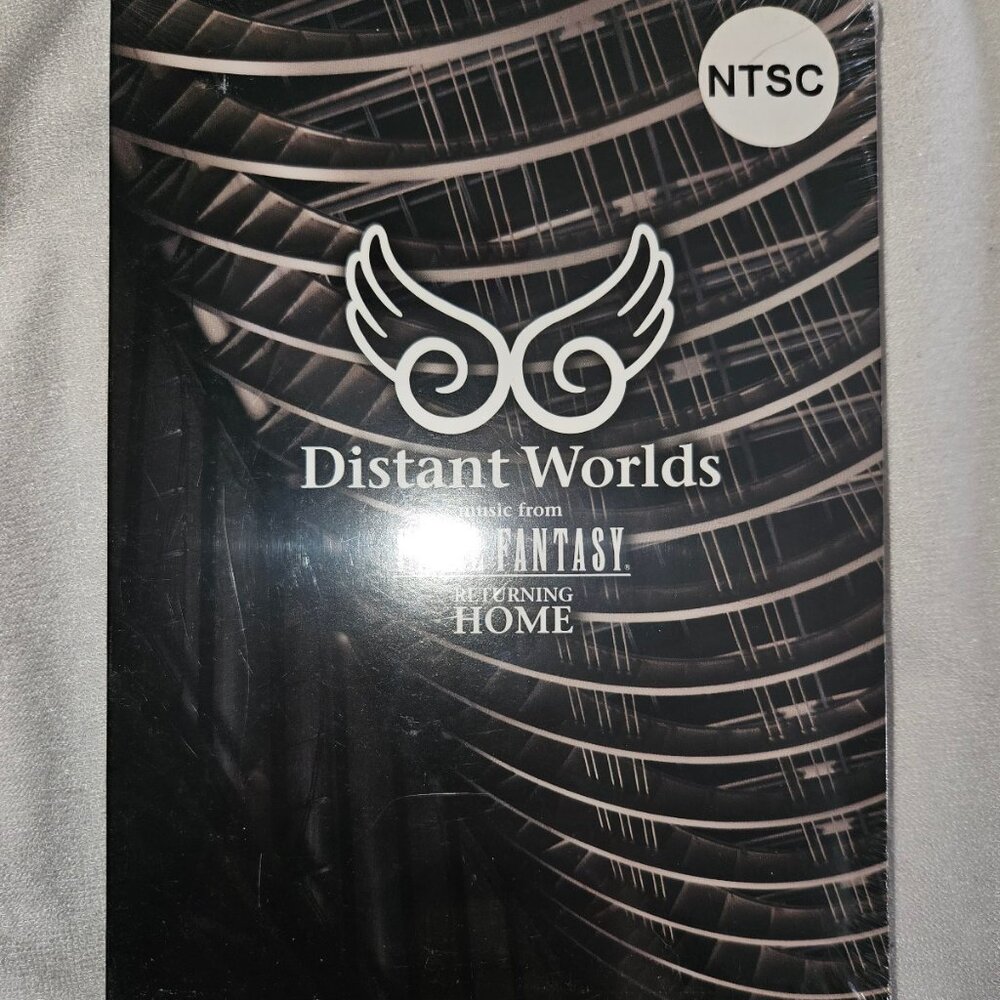 NTSC
Distant Worlds
music from
FANTASY®
RETURNING
HOME